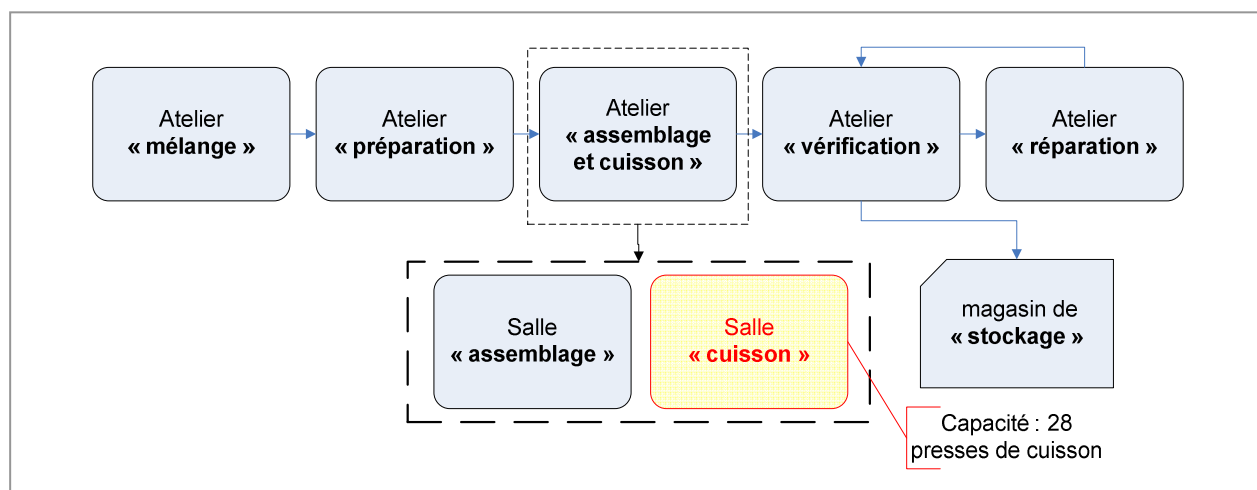 Atelier
« mélange »
Atelier
« préparation »
Atelier
« assemblage
et cuisson »
Atelier
« vérification »
Atelier
« réparation »
Salle
« assemblage »
Salle
« cuisson »
magasin de
« stockage »
Capacité : 28
presses de cuisson